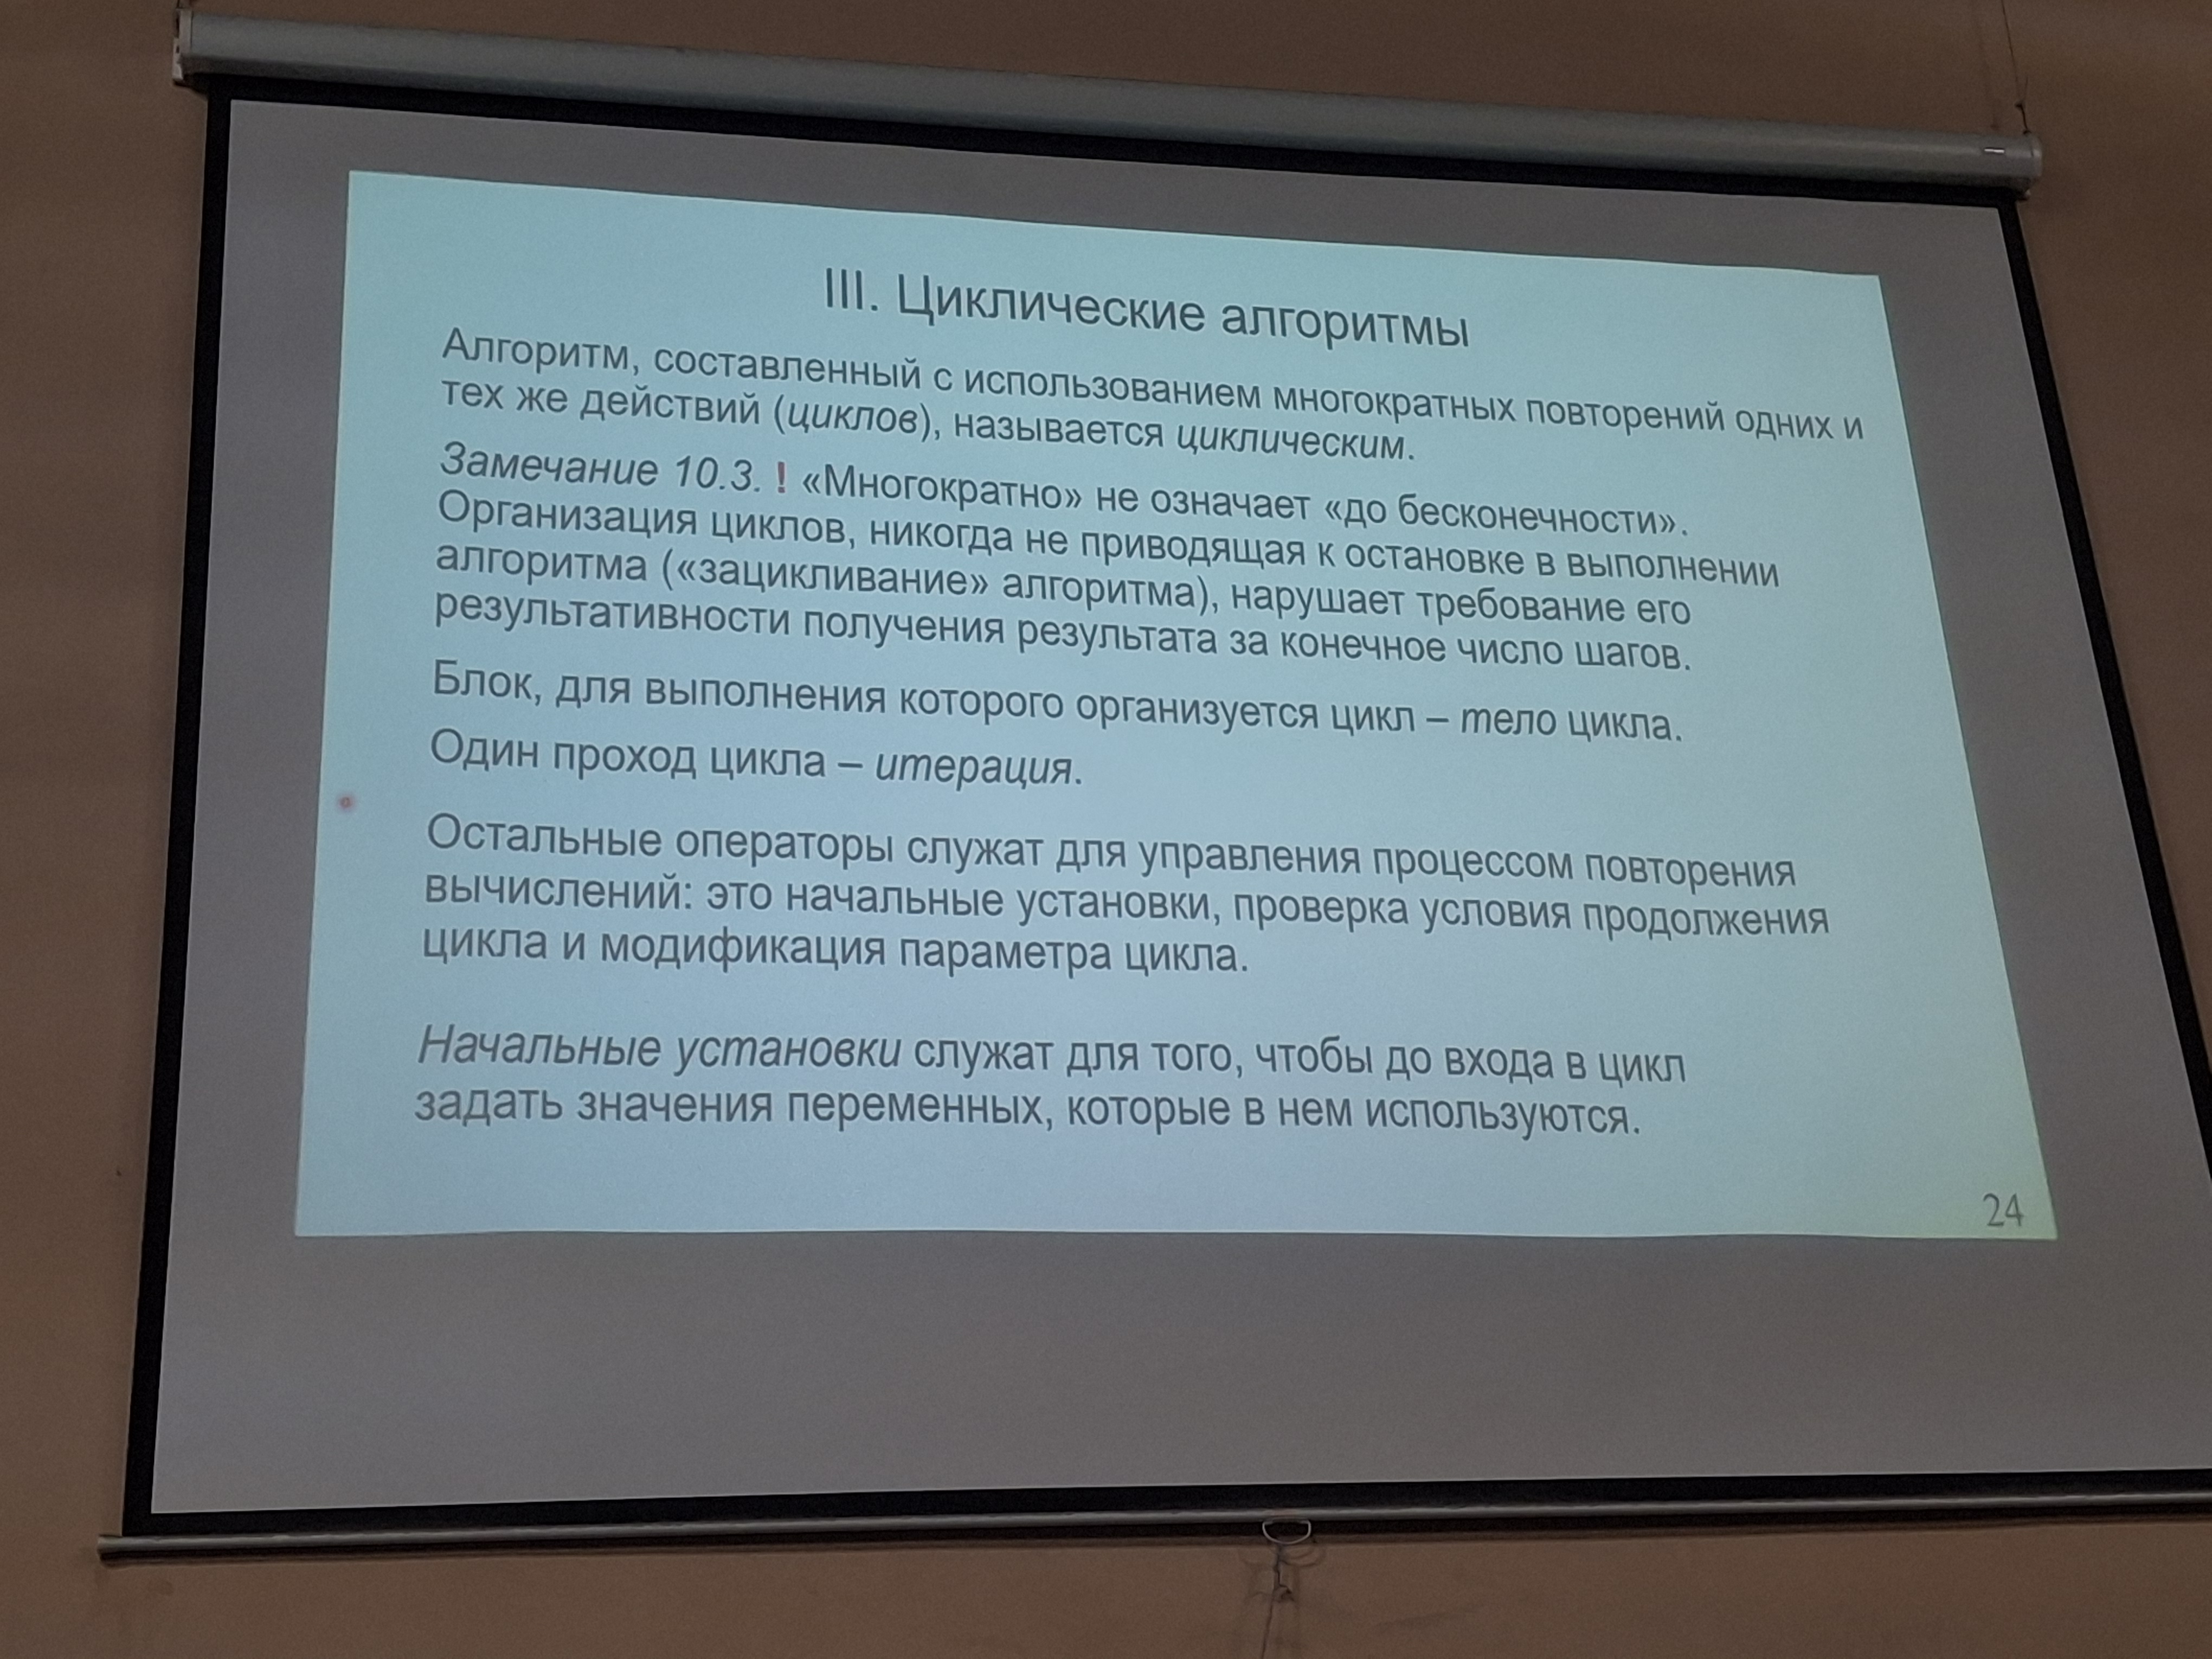 III. Циклические алгоритмы
Алгоритм, составленный с использованием многократных повторений одних и
тех же действий (циклов), называется циклическим.
Замечание 10.3. ! «Многократно» не означает «до бесконечности».
Организация циклов, никогда не приводящая к остановке в выполнении
алгоритма («зацикливание» алгоритма), нарушает требование его
результативности получения результата за конечное число шагов.
Блок, для выполнения которого организуется цикл – тело цикла.
Один проход цикла – итерация.
Остальные операторы служат для управления процессом повторения
вычислений: это начальные установки, проверка условия продолжения
цикла и модификация параметра цикла.
Начальные установки служат для того, чтобы до входа в цикл
задать значения переменных, которые в нем используются.
24